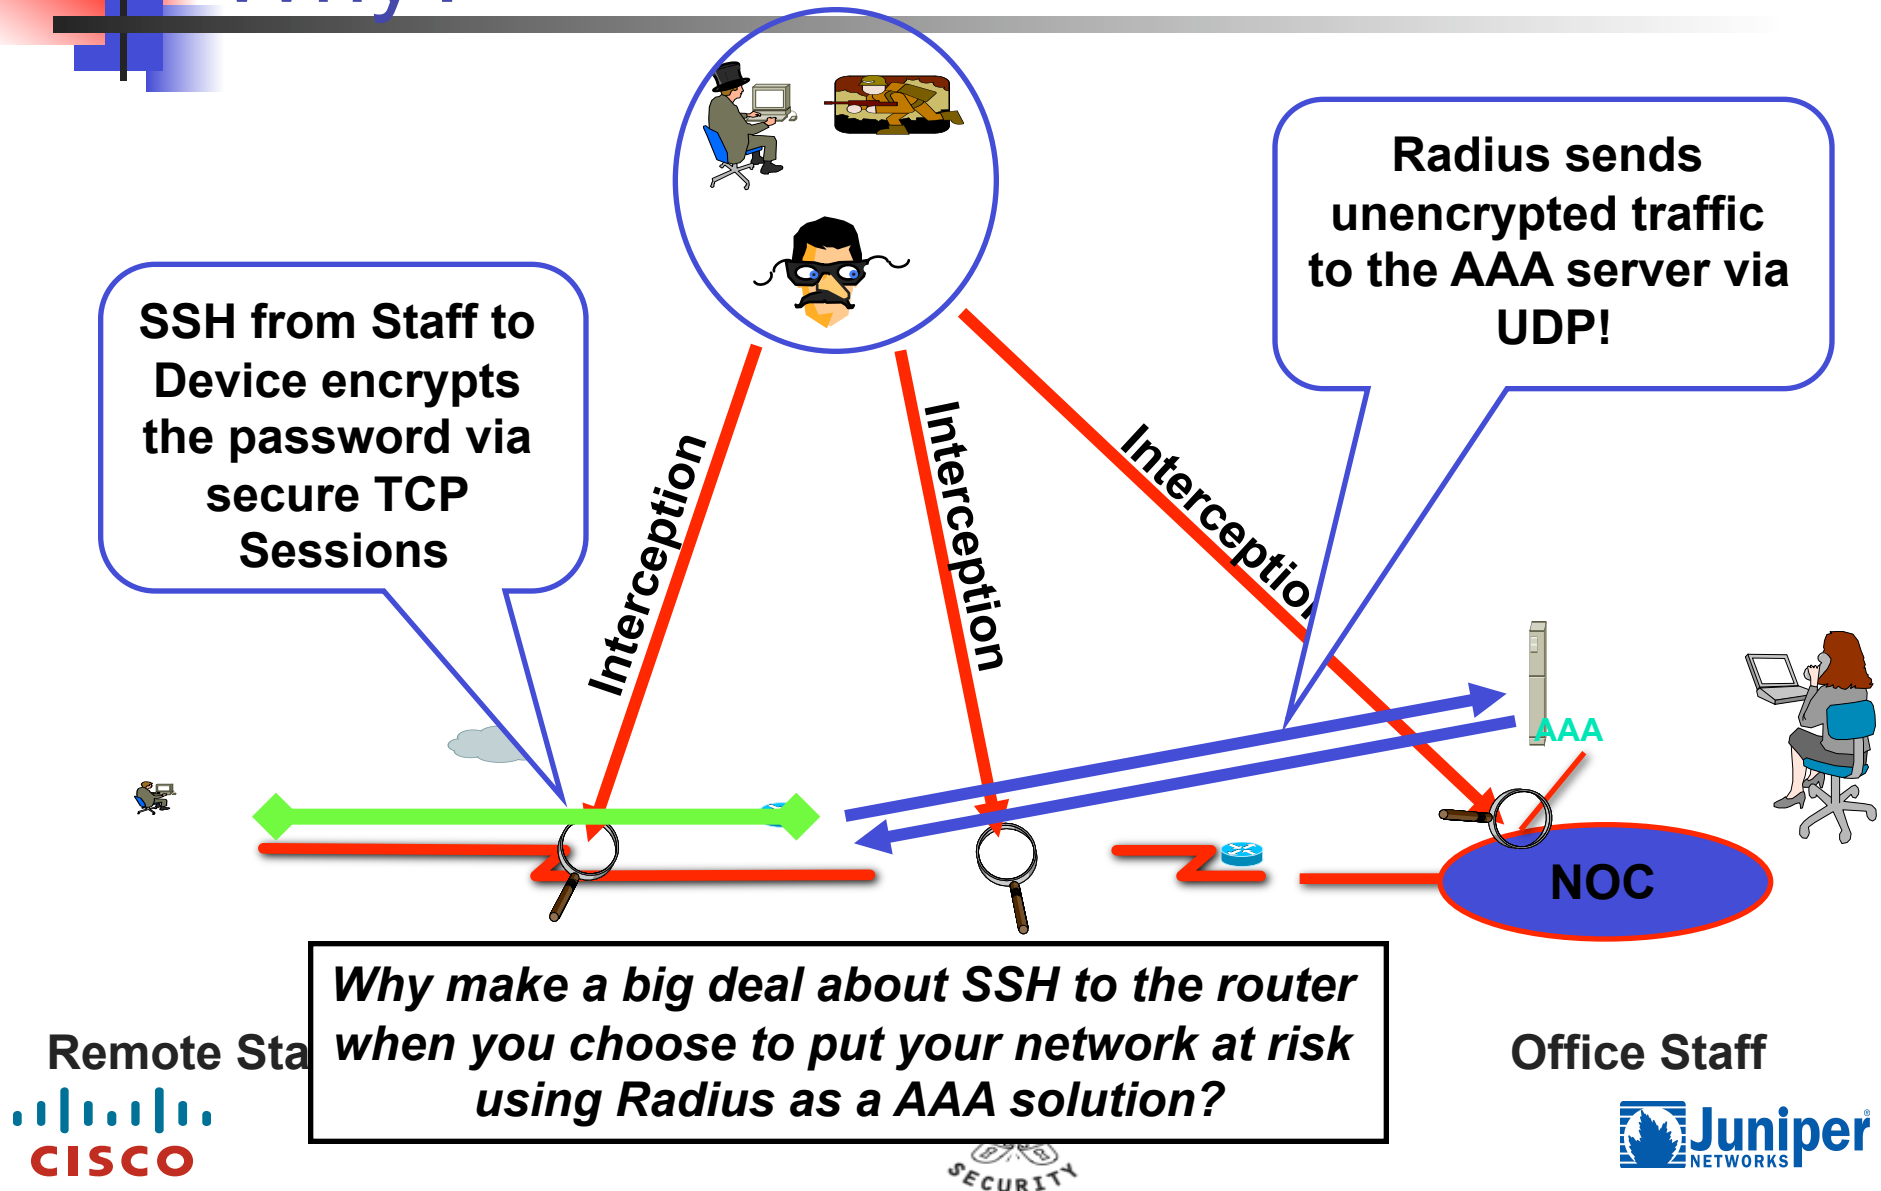 SSH from Staff to
Device encrypts
the password via
secure TCP
Sessions
Radius sends
unencrypted traffic
to the AAA server via
UDP!
Interception
Interception
Interception
AAA
NOC
Why make a big deal about SSH to the router
when you choose to put your network at risk
using Radius as a AAA solution?
Remote Sta
Office Staff
CISCO
SECURITY
Juniper
NETWORKS